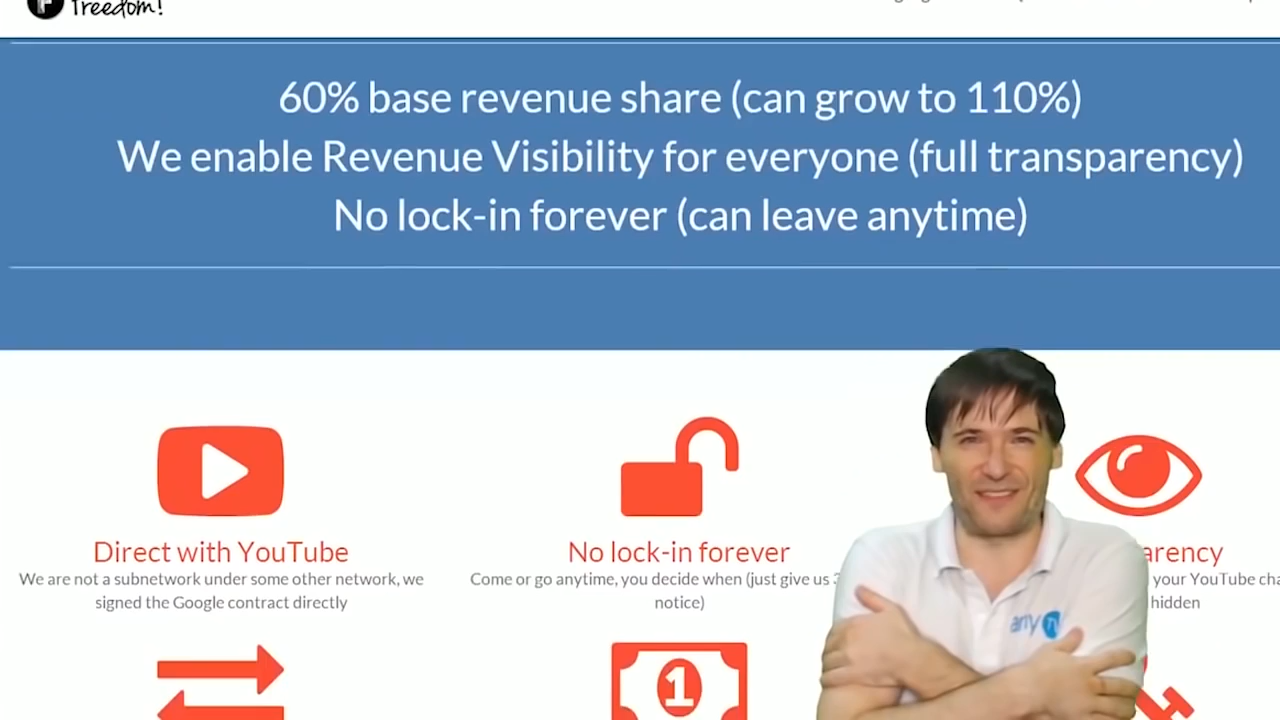 Freedom!
60% base revenue share (can grow to 110%)
We enable Revenue Visibility for everyone (full transparency)
No lock-in forever (can leave anytime)
Direct with YouTube
We are not a subnetwork under some other network, we
signed the Google contract directly
No lock-in forever
Come or go anytime, you decide when (just give us
notice)
your YouTube
hidden
any TV
1